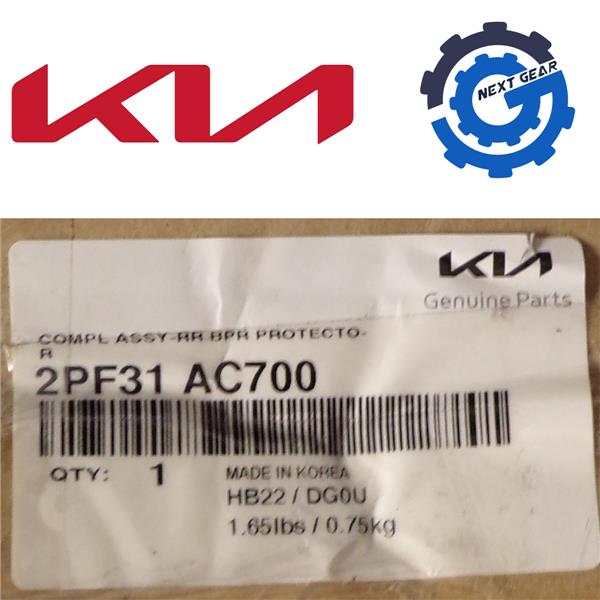 KIA
NEXT GEAR
KIA
Genuine Parts
COMPL ASSY-RR BPR PROTECTO-
R
2PF31 AC700
QTY: 1
MADE IN KOREA
HB22 / DG0U
1.65lbs / 0.75kg